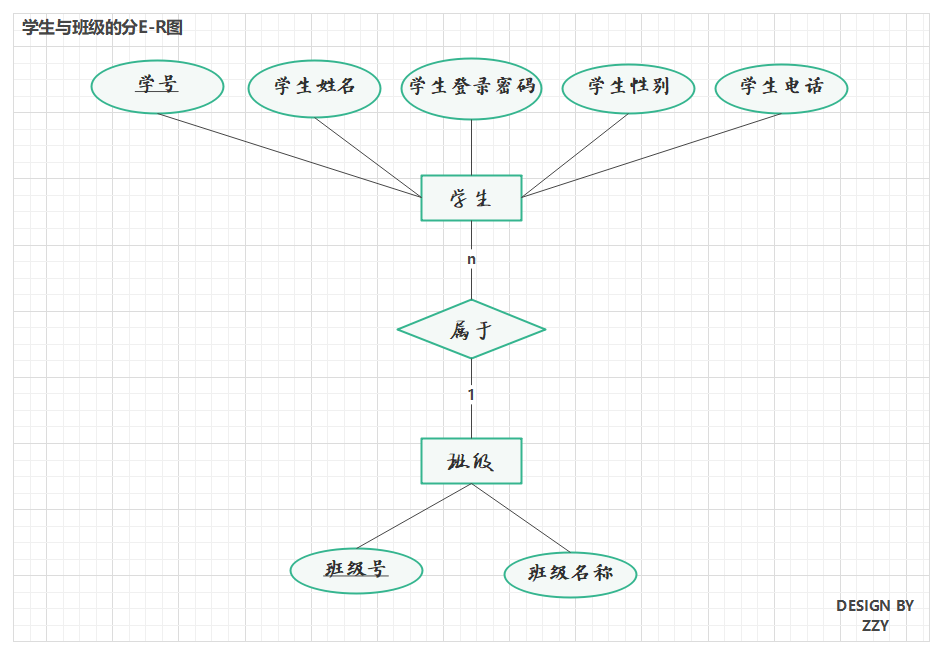 学生与班级的分E-R图
学号
学生姓名
学生登录密码
学生性别
学生电话
学生
n
属于
1
班级
班级号
班级名称
DESIGN BY
ZZY